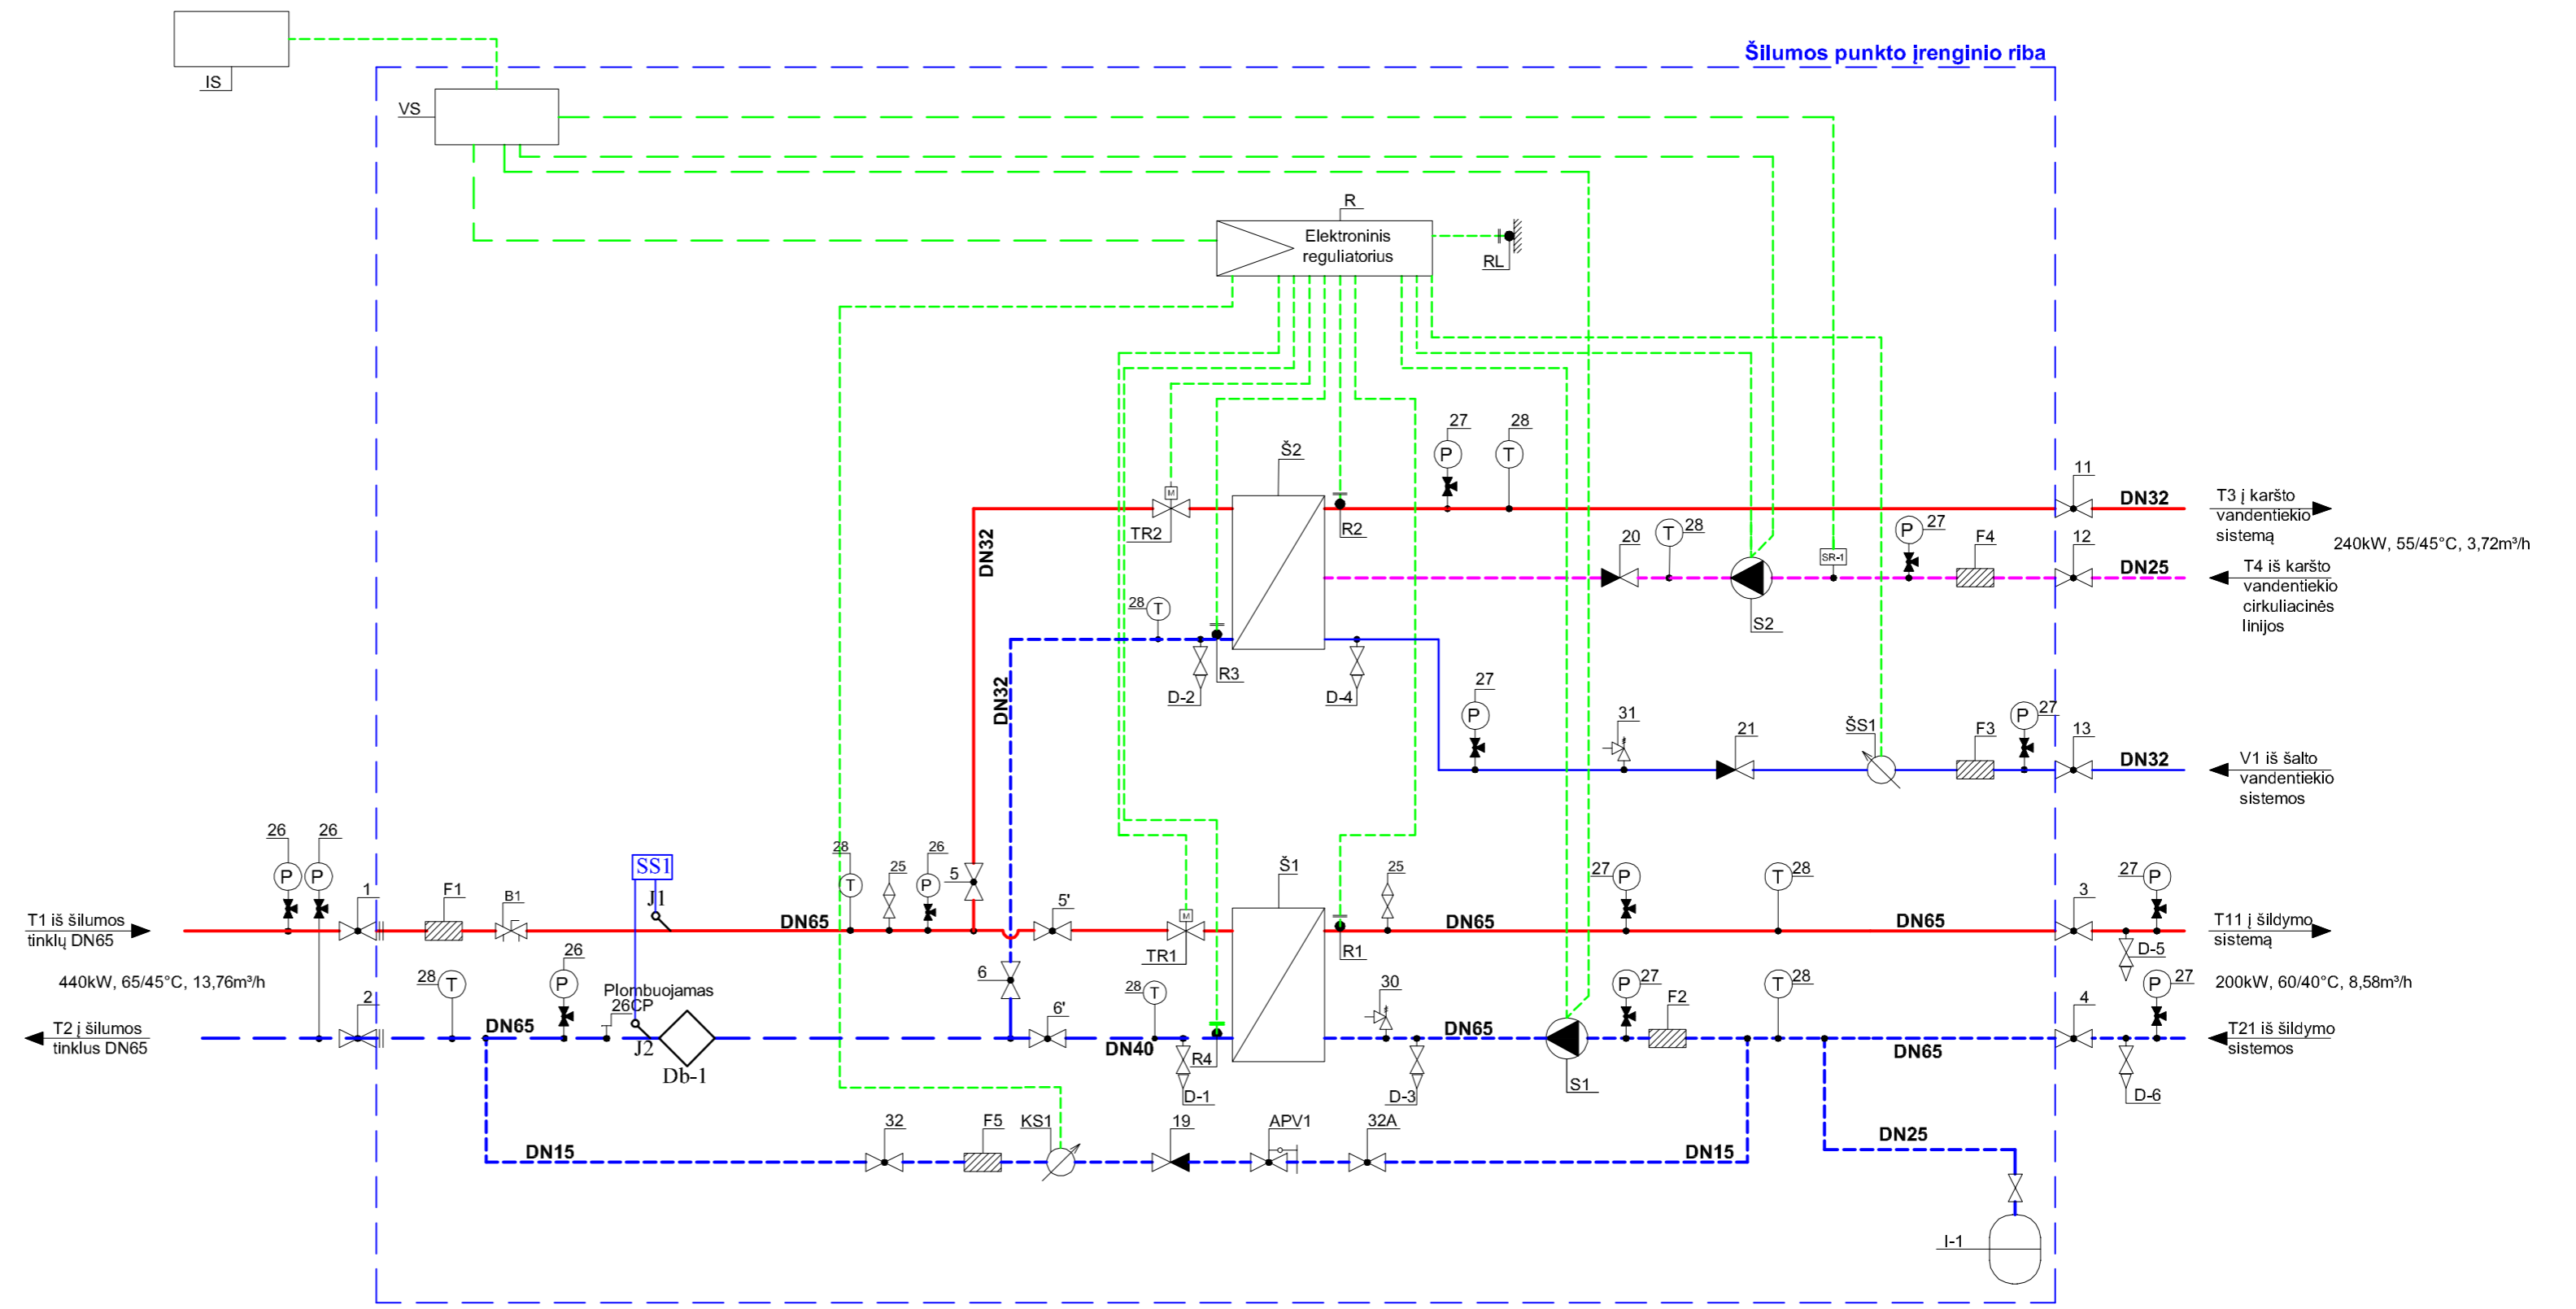 Šilumos punkto įrenginio riba
IS
VS
R
Elektroninis
reguliatorius
RL
27
28
Š2
M
TR2
R2
11
DN32
T3 į karšto
vandentiekio
sistemą
240kW, 55/45°C, 3,72m³/h
P
T
20
T
28
S2
SR-1
P
27
F4
12
DN25
T4 iš karšto
vandentiekio
cirkuliacinės
linijos
DN32
28
T
DN32
D-2
R3
D-4
27
P
31
21
ŠS1
F3
P
27
13
DN32
V1 iš šalto
vandentiekio
sistemos
26
26
P
P
1
F1
B1
SS1
J1
28
T
25
26
P
5
5'
M
TR1
Š1
R1
25
27
P
T
28
3
27
P
T1 iš šilumos
tinklų DN65
DN65
DN65
DN65
D-5
T11 į šildymo
sistemą
440kW, 65/45°C, 13,76m³/h
200kW, 60/40°C, 8,58m³/h
2
28
T
26
P
Plombuojamas
26CP
6
6'
28
T
30
27
P
F2
T
28
4
P
27
T2 į šilumos
tinklus DN65
DN65
J2
Db-1
DN40
R4
D-1
D-3
DN65
S1
DN65
D-6
T21 iš šildymo
sistemos
DN15
32
F5
KS1
19
APV1
32A
DN15
DN25
I-1